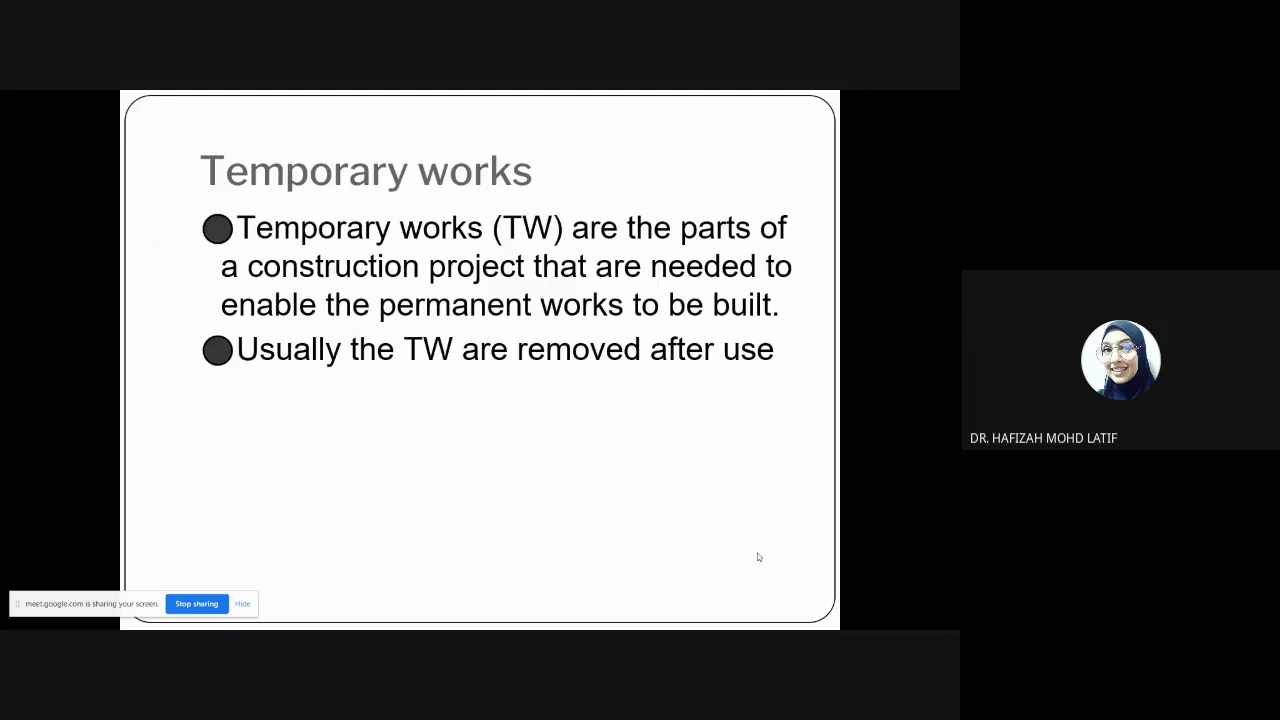 Temporary works
Temporary works (TW) are the parts of
a construction project that are needed to
enable the permanent works to be built.
Usually the TW are removed after use
DR. HAFIZAH MOHD LATIF
meet.google.com is sharing your screen.
Stop sharing
Hide